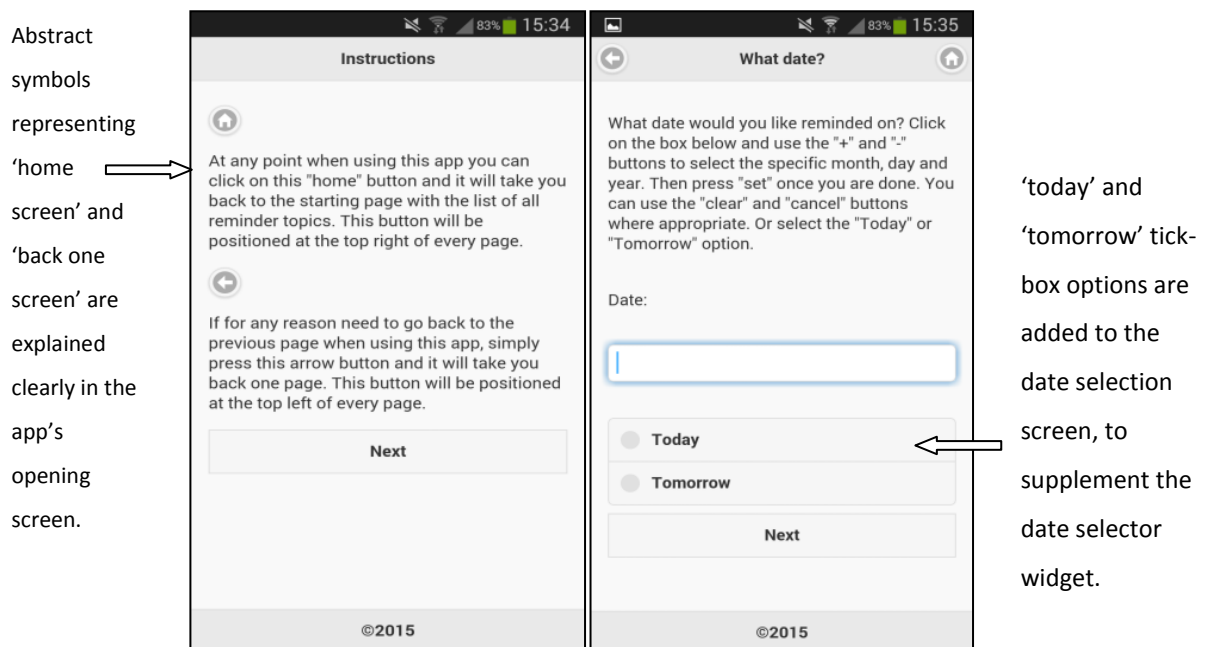 Abstract
symbols
representing
‘home
screen’ and
‘back one
screen’ are
explained
clearly in the
app’s
opening
screen.
83% 15:34
Instructions
At any point when using this app you can
click on this "home" button and it will take you
back to the starting page with the list of all
reminder topics. This button will be
positioned at the top right of every page.
If for any reason need to go back to the
previous page when using this app, simply
press this arrow button and it will take you
back one page. This button will be positioned
at the top left of every page.
Next
©2015
83% 15:35
What date?
What date would you like reminded on? Click
on the box below and use the "+" and "-"
buttons to select the specific month, day and
year. Then press "set" once you are done. You
can use the "clear" and "cancel" buttons
where appropriate. Or select the "Today" or
"Tomorrow" option.
Date:
Today
Tomorrow
Next
©2015
‘today’ and
‘tomorrow’ tick-
box options are
added to the
date selection
screen, to
supplement the
date selector
widget.